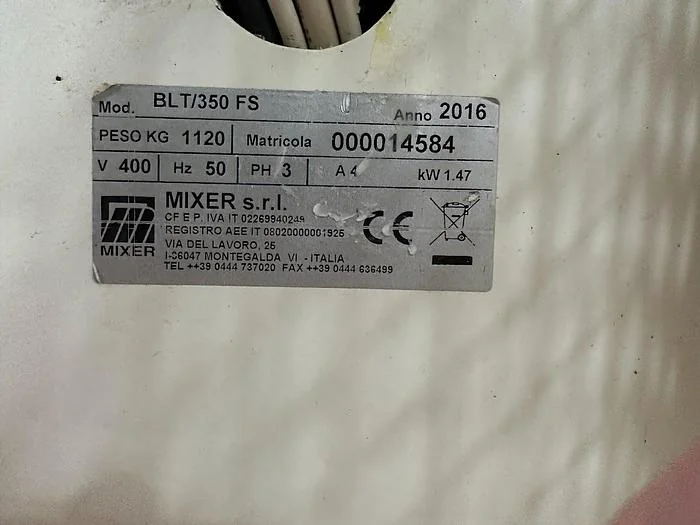 Mod. BLT/350 FS Anno 2016
PESO KG 1120 Matricola 000014584
V 400 Hz 50 PH 3 A 4 kW 1.47
MIXER s.r.l.
CF E P. IVA IT 02269940249
REGISTRO AEE IT 08020000001925
VIA DEL LAVORO, 25
I-36047 MONTEGALDA VI - ITALIA
TEL ++39 0444 737020 FAX ++39 0444 636499
MIXER
CE